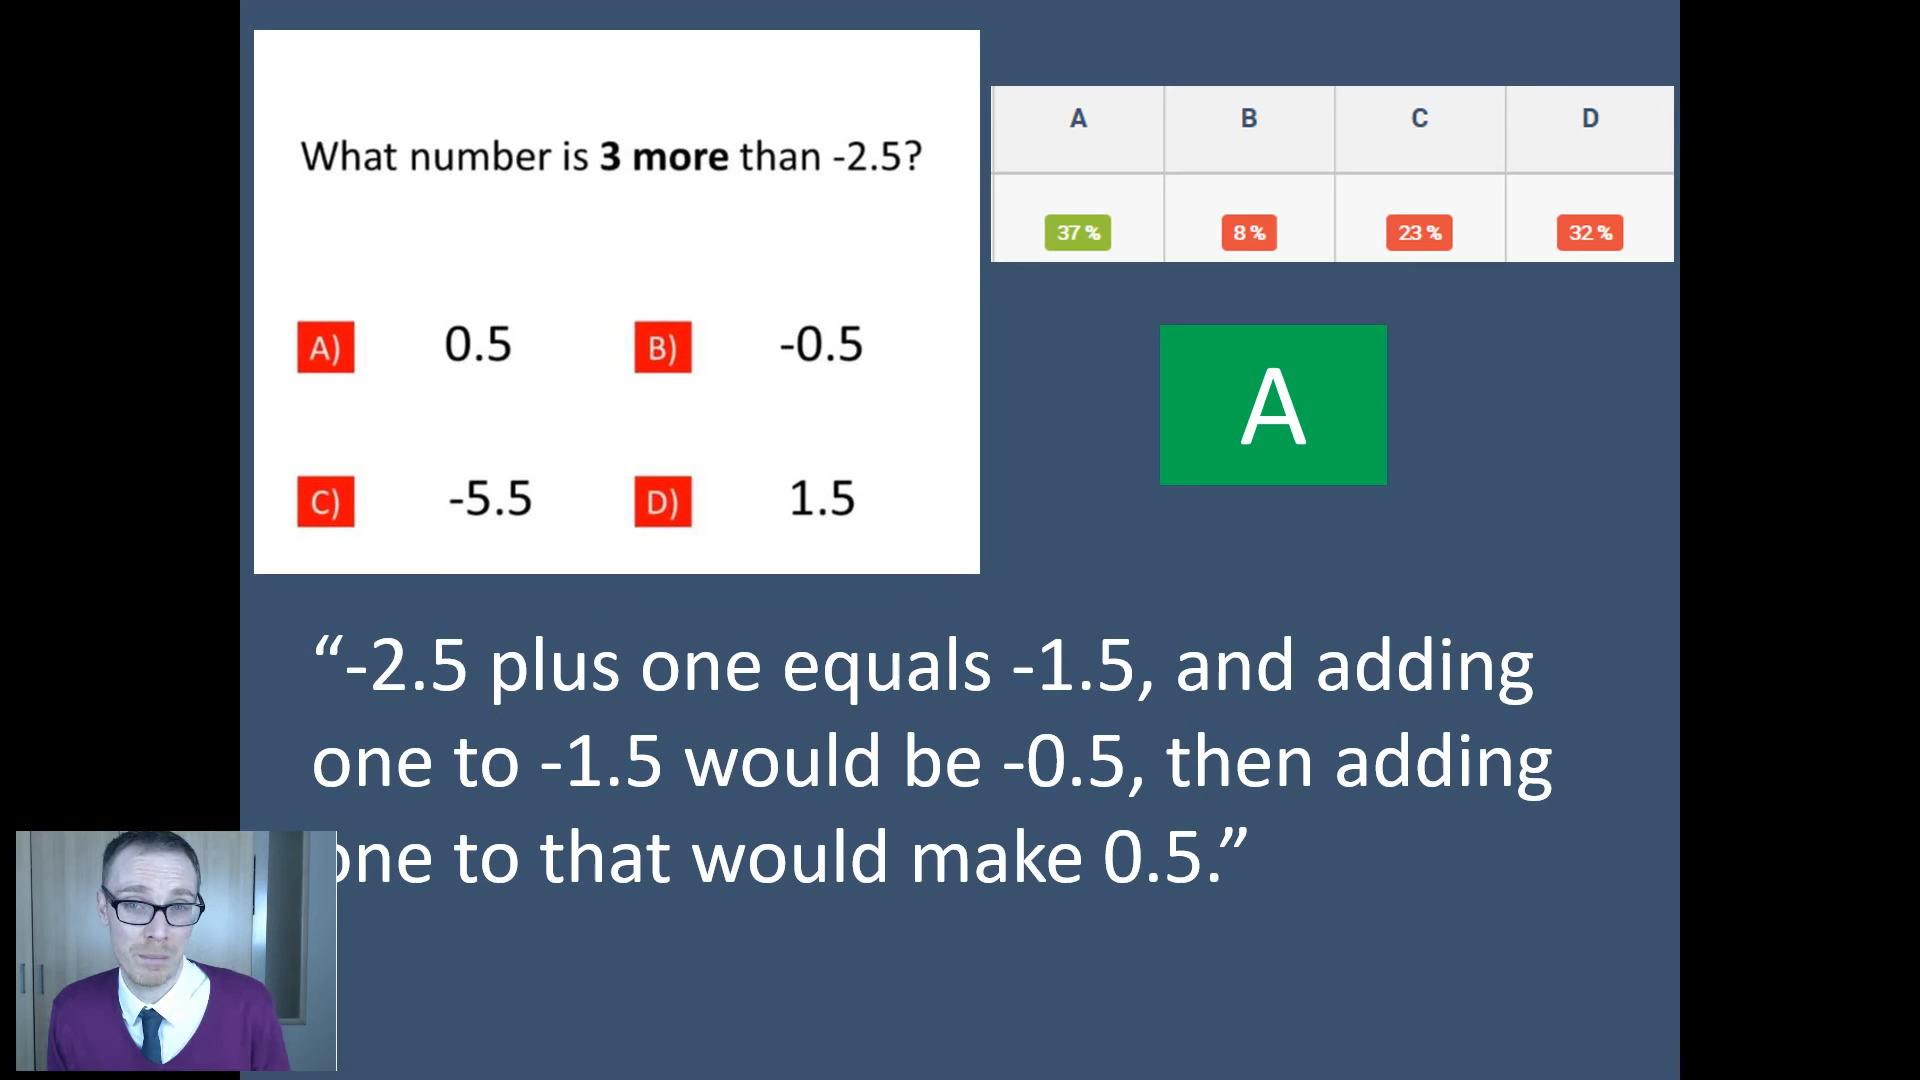 What number is 3 more than -2.5?
A) 0.5 B) -0.5
C) -5.5 D) 1.5
A B C D
37 % 8 % 23 % 32 %
A
“-2.5 plus one equals -1.5, and adding
one to -1.5 would be -0.5, then adding
one to that would make 0.5.”